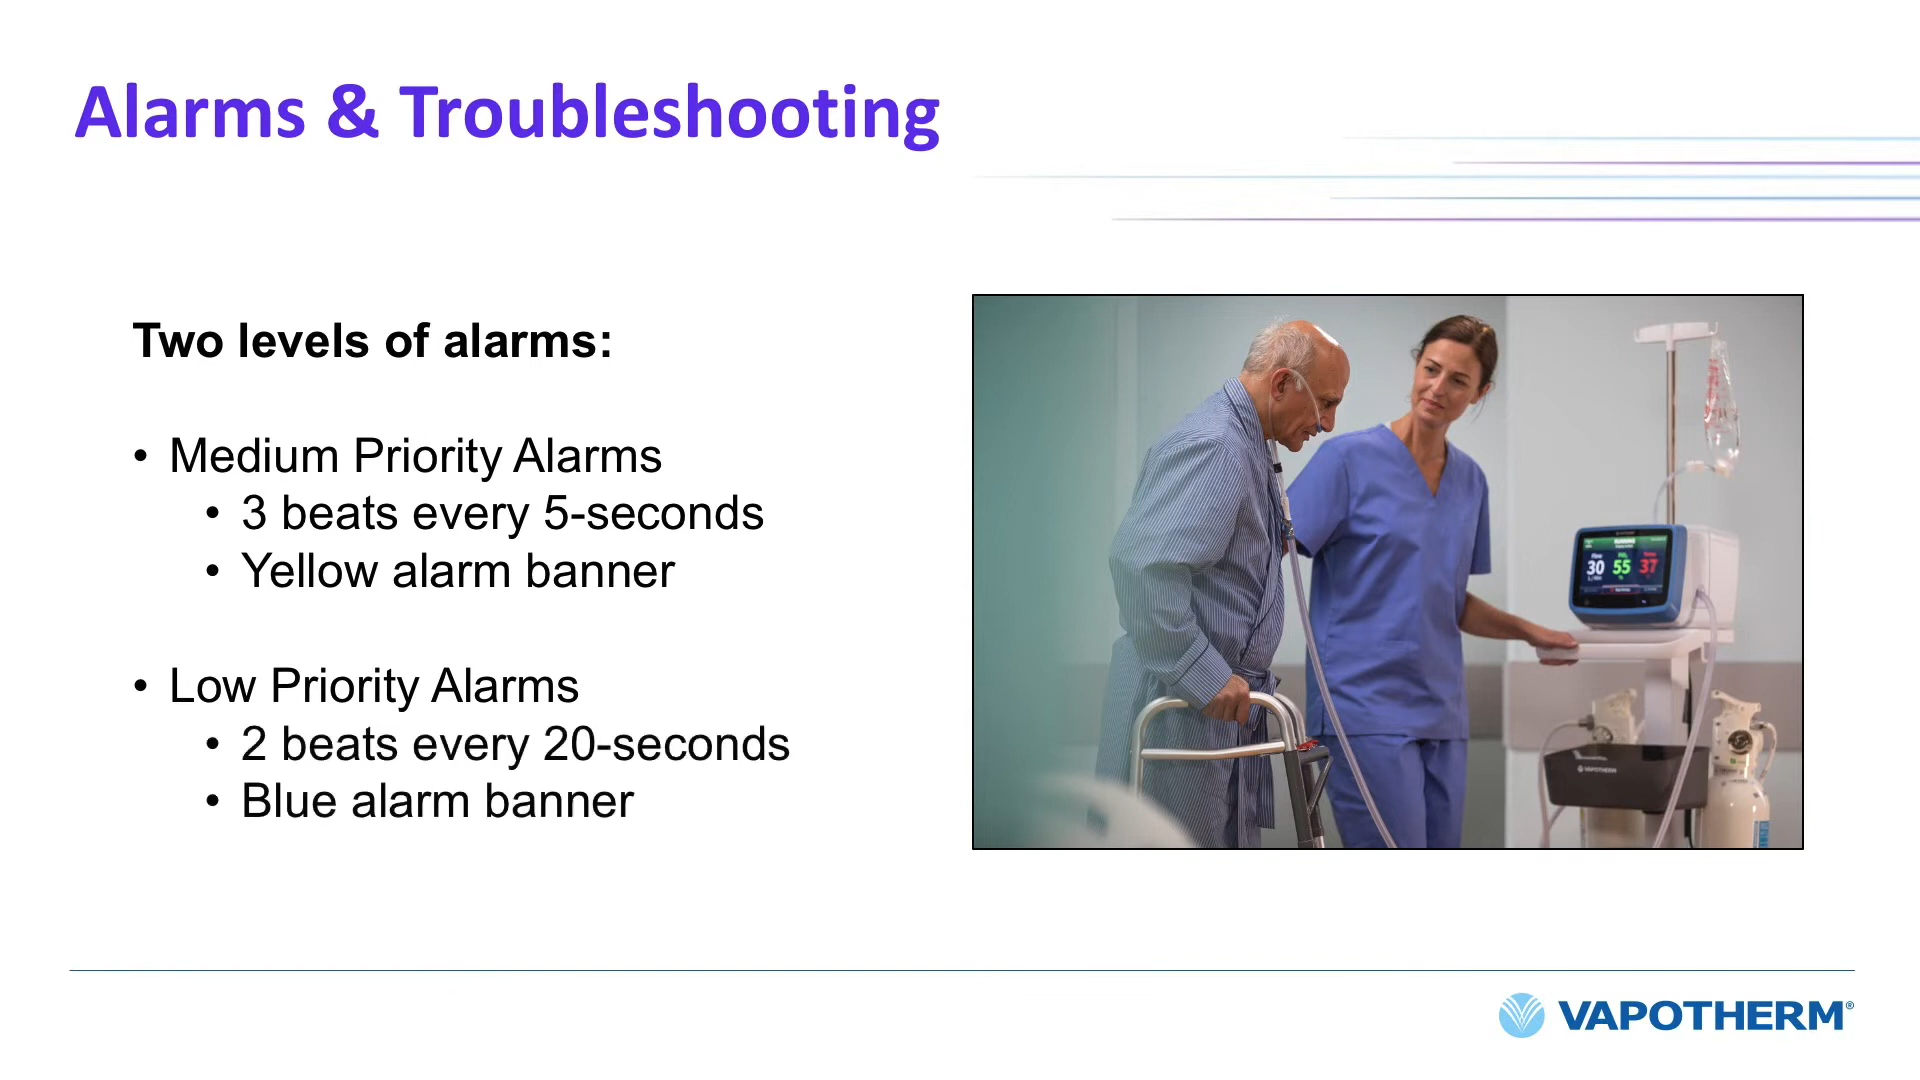 Alarms & Troubleshooting
Two levels of alarms:
• Medium Priority Alarms
• 3 beats every 5-seconds
• Yellow alarm banner
• Low Priority Alarms
• 2 beats every 20-seconds
• Blue alarm banner
30 55 37
VAPOTHERM
VAPOTHERM®